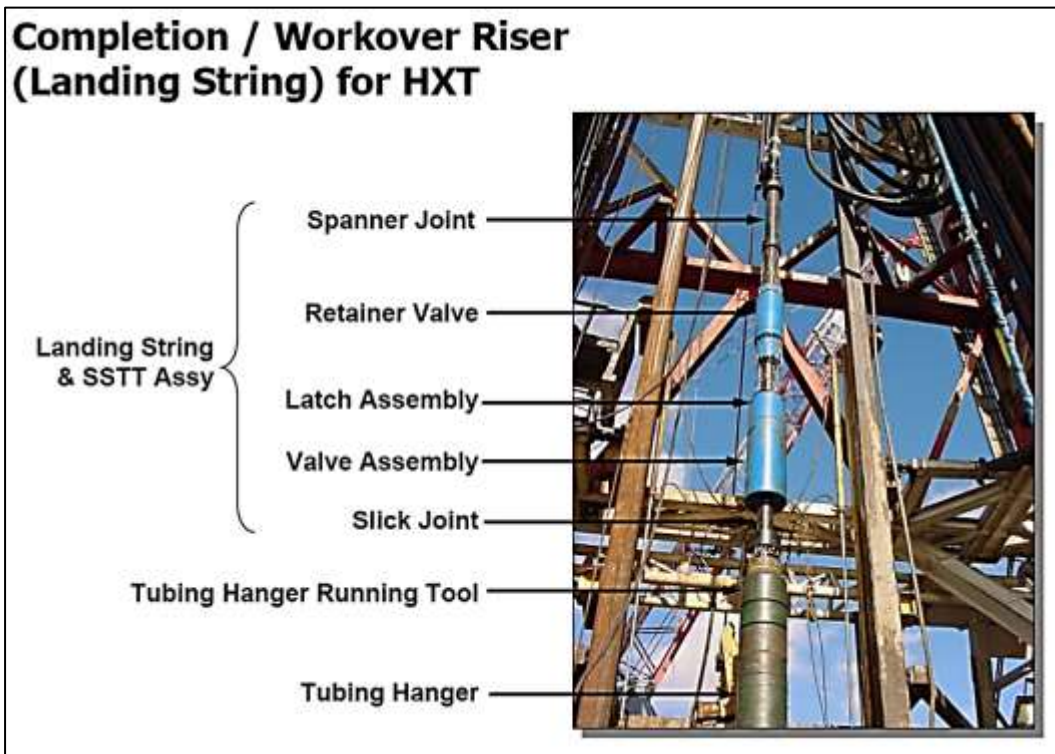 Completion / Workover Riser
(Landing String) for HXT
Spanner Joint
Retainer Valve
Landing String
& SSTT Assy
Latch Assembly
Valve Assembly
Slick Joint
Tubing Hanger Running Tool
Tubing Hanger